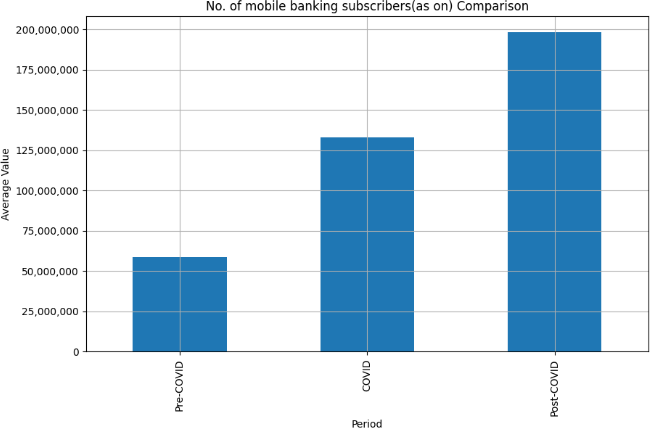 No. of mobile banking subscribers(as on) Comparison
Average Value
200,000,000
175,000,000
150,000,000
125,000,000
100,000,000
75,000,000
50,000,000
25,000,000
0
Pre-COVID
COVID
Post-COVID
Period